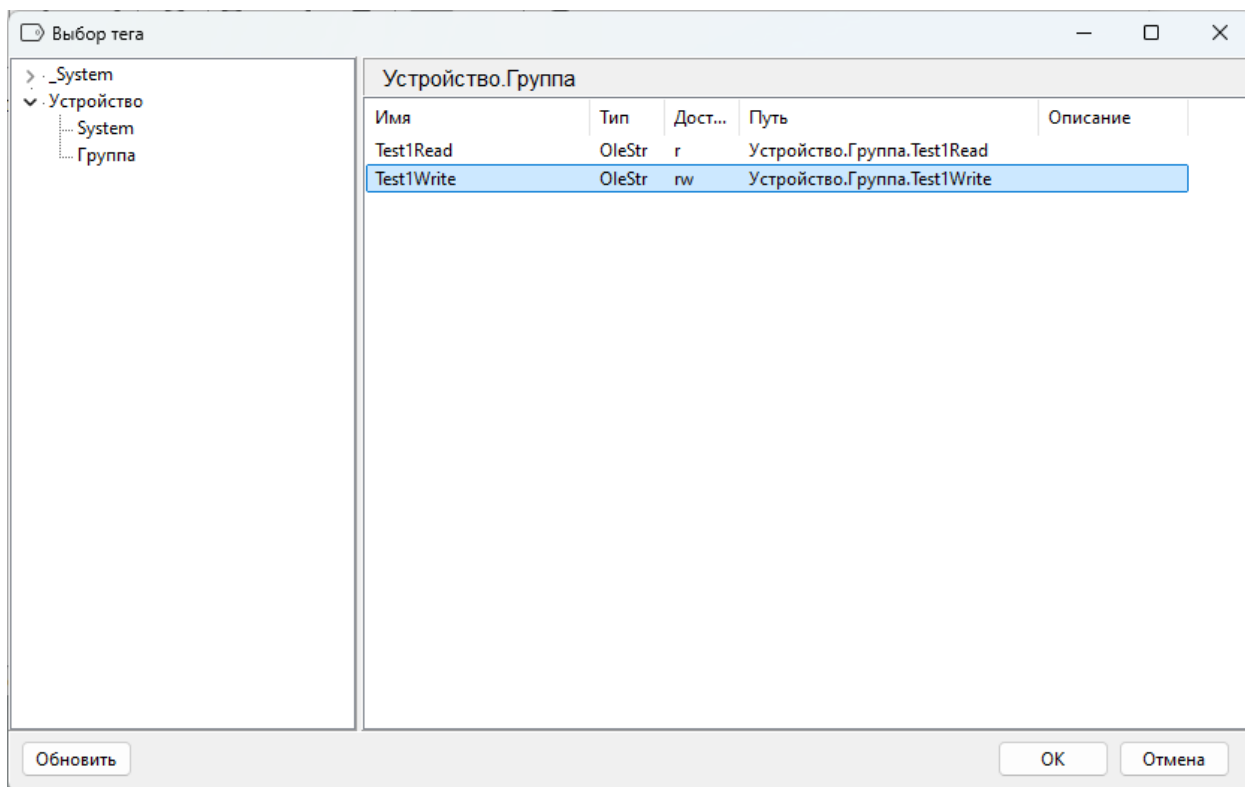 Выбор тега
_System
Устройство
System
Группа
Устройство.Группа
Имя Тип Дост... Путь Описание
Test1Read OleStr r Устройство.Группа.Test1Read
Test1Write OleStr rw Устройство.Группа.Test1Write
Обновить OK Отмена